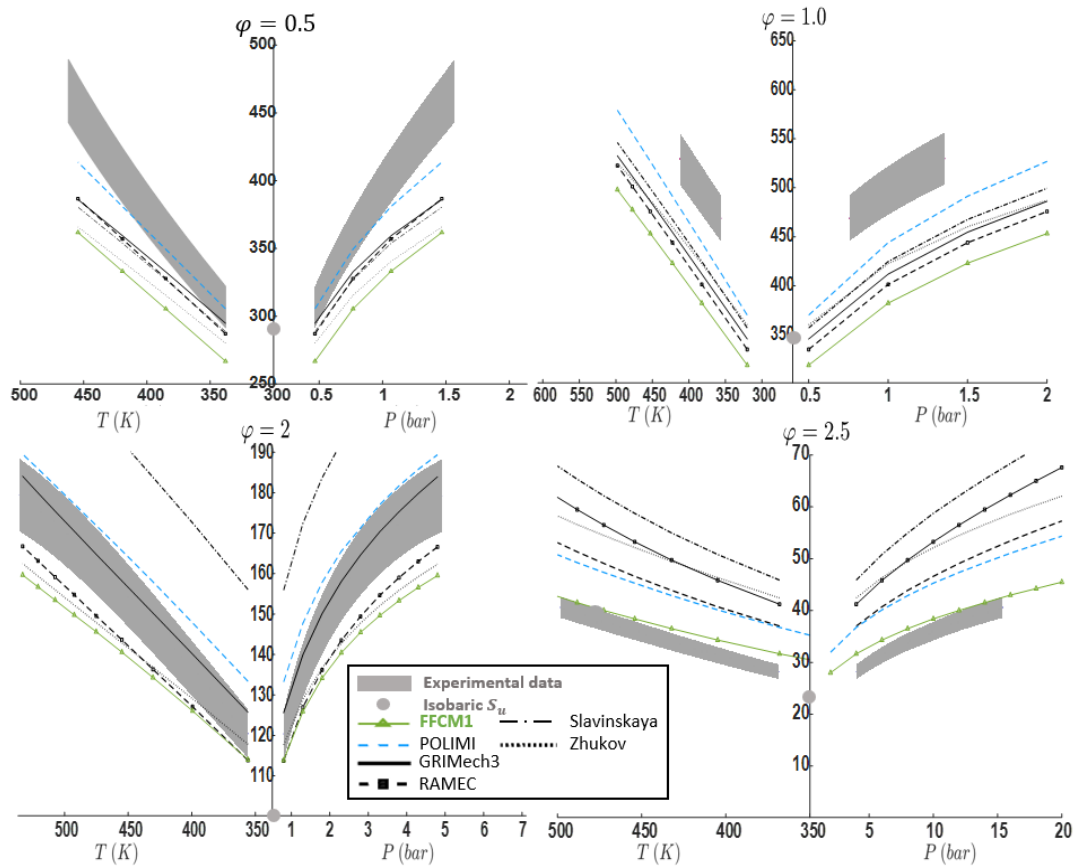 φ = 0.5
φ = 1.0
500
450
400
350
300
250
500 450 400 350 300 0.5 1 1.5 2
T (K) P (bar)
650
600
550
500
450
400
350
600 550 500 450 400 350 300 0.5 1 1.5 2
T (K) P (bar)
φ = 2
φ = 2.5
190
180
170
160
150
140
130
120
110
500 450 400 350 1 2 3 4 5 6 7
T (K) P (bar)
70
60
50
40
30
20
10
500 450 400 350 5 10 15 20
T (K) P (bar)
Experimental data
Isobaric Su
FFCM1
POLIMI
GRIMech3
RAMEC
Slavinskaya
Zhukov